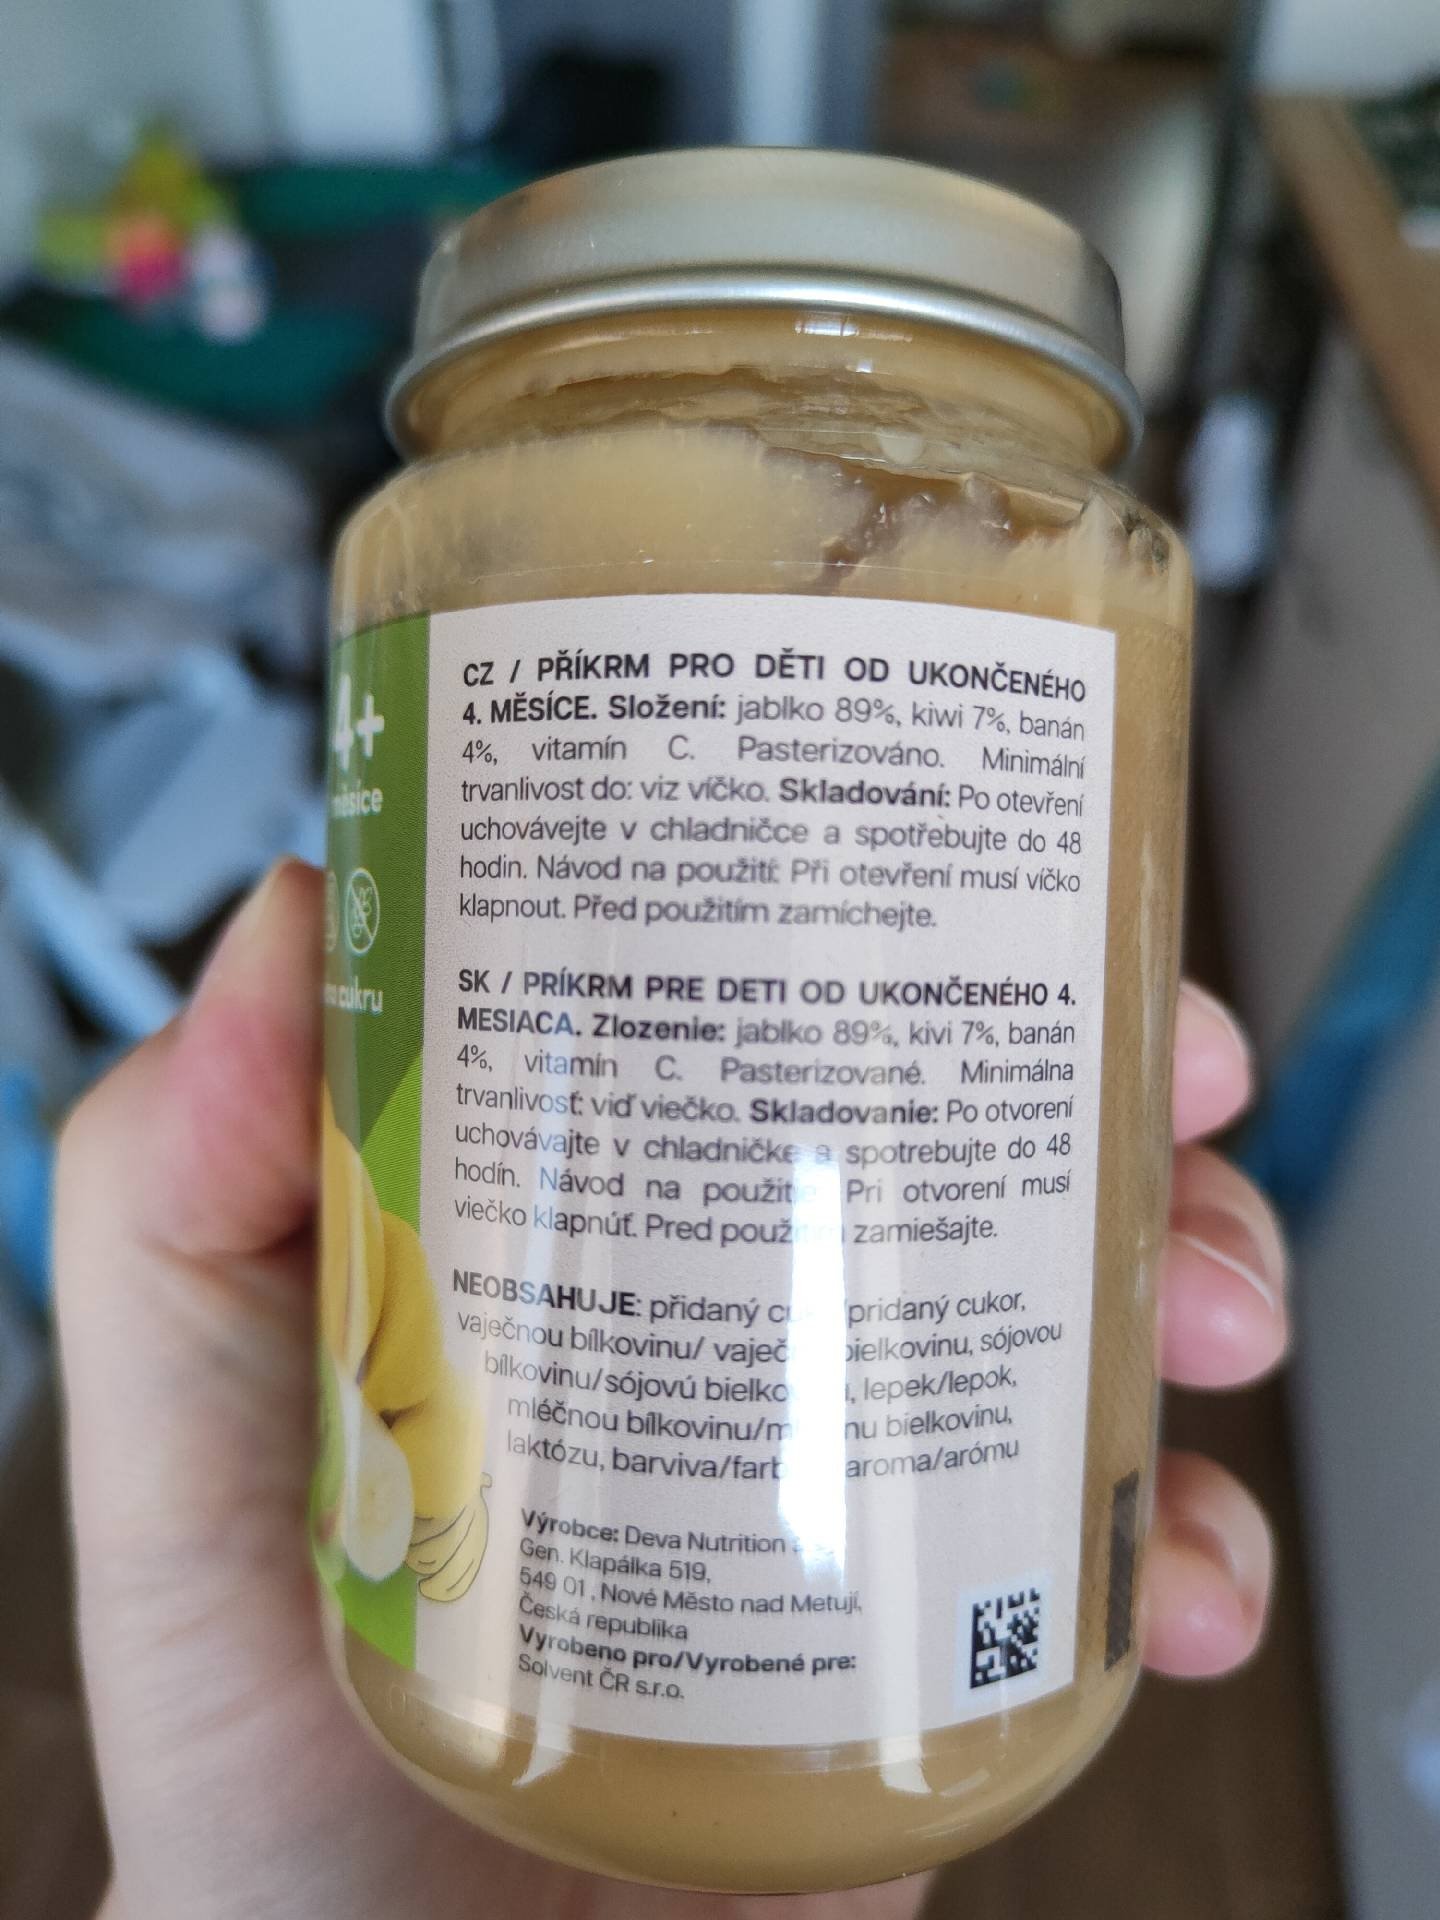 4+
měsíce
cukru
CZ / PŘÍKRM PRO DĚTI OD UKONČENÉHO
4. MĚSÍCE. Složení: jablko 89%, kiwi 7%, banán
4%, vitamín C. Pasterizováno. Minimální
trvanlivost do: viz víčko. Skladování: Po otevření
uchovávejte v chladničce a spotřebujte do 48
hodin. Návod na použití: Při otevření musí víčko
klapnout. Před použitím zamíchejte.
SK / PRÍKRM PRE DETI OD UKONČENÉHO 4.
MESIACA. Zlozenie: jablko 89%, kivi 7%, banán
4%, vitamín C. Pasterizované. Minimálna
trvanlivosť: viď viečko. Skladovanie: Po otvorení
uchovávajte v chladničke a spotrebujte do 48
hodín. Návod na použitie: Pri otvorení musí
viečko klapnúť. Pred použitím zamiešajte.
NEOBSAHUJE: přidaný /pridaný cukor,
vaječnou bílkovinu/ bielkovinu, sójovou
bílkovinu/sójovú lepek/lepok,
mléčnou bílkovinu/ bielkovinu,
laktózu, barviva/ aroma/arómu
Výrobce: Deva Nutrition
Gen. Klapálka 519,
549 01 , Nové Město nad Metují,
Česká republika
Vyrobeno pro/Vyrobené pre:
Solvent ČR s.r.o.